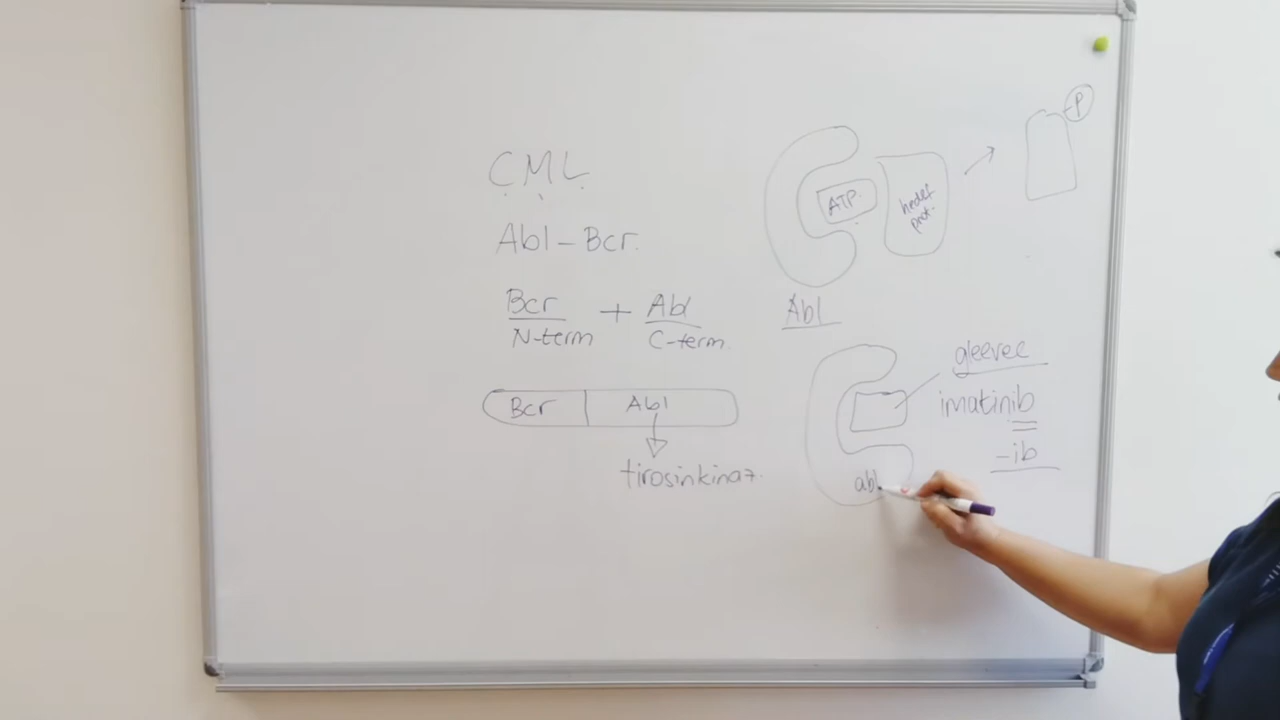 CML
Abl-Bcr.
Bcr + Abl
N-term C-term.
Bcr Abl
tirosinkinaz.
ATP.
hedef
prot.
P
Abl
gleevec
imatinib
-ib
abl